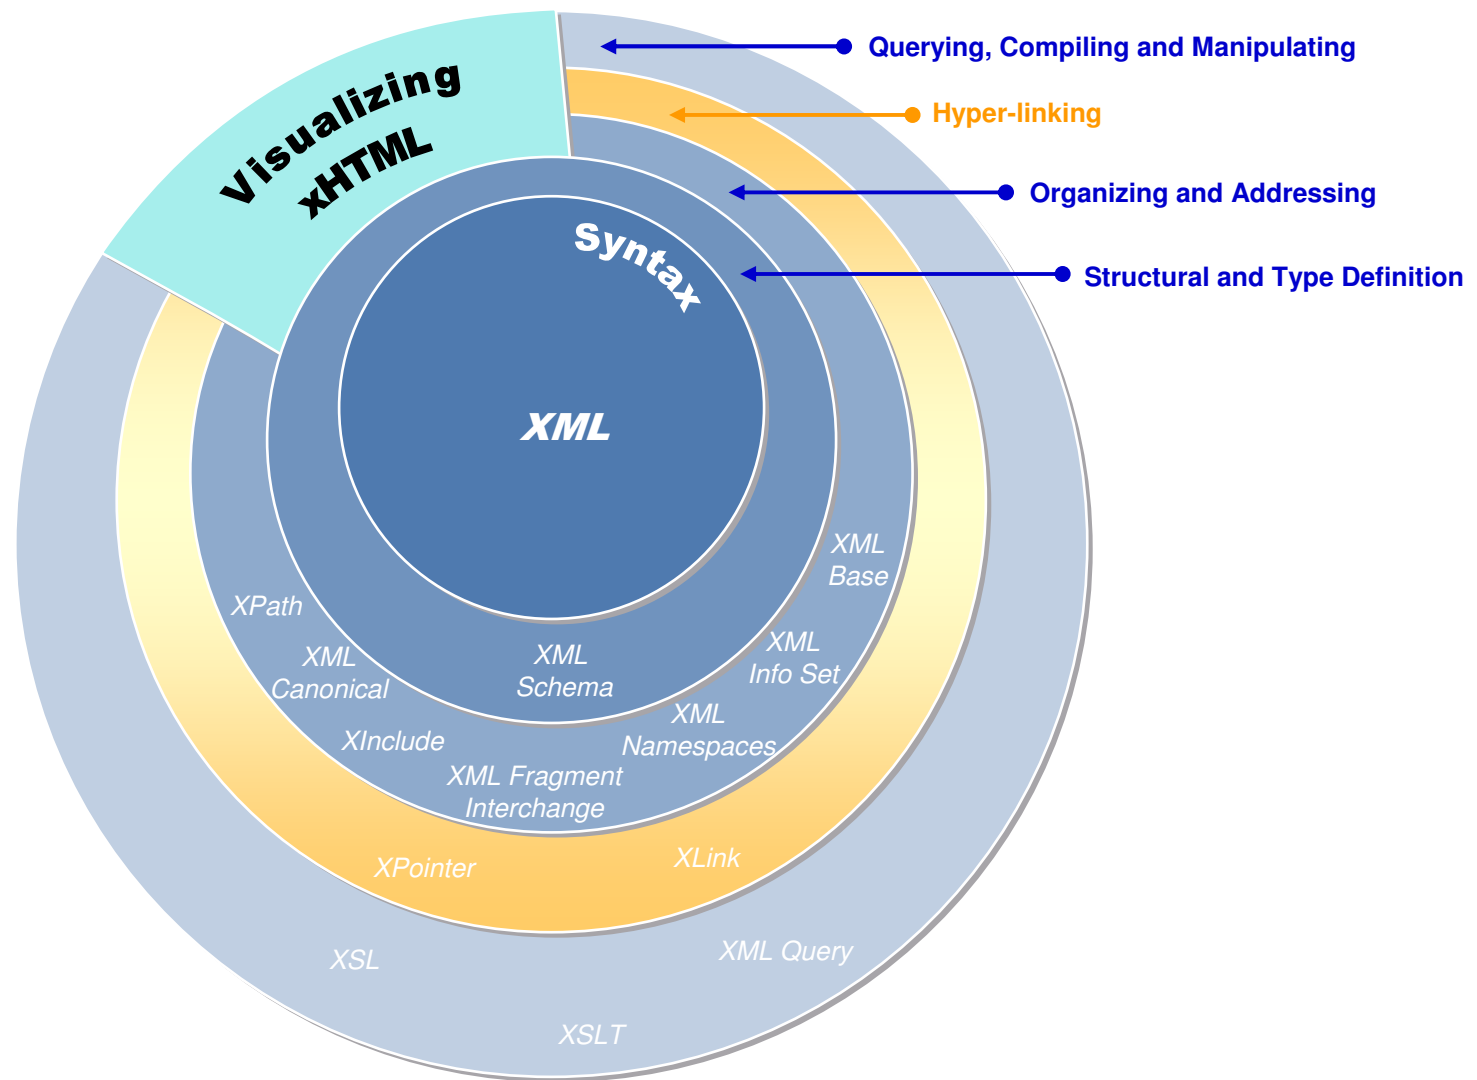 Querying, Compiling and Manipulating
Visualizing
xHTML
Hyper-linking
Organizing and Addressing
Syntax
Structural and Type Definition
XML
XML
Base
XPath
XML
Canonical
XML
Schema
XML
Info Set
XInclude
XML
Namespaces
XML Fragment
Interchange
XPointer
XLink
XSL
XML Query
XSLT